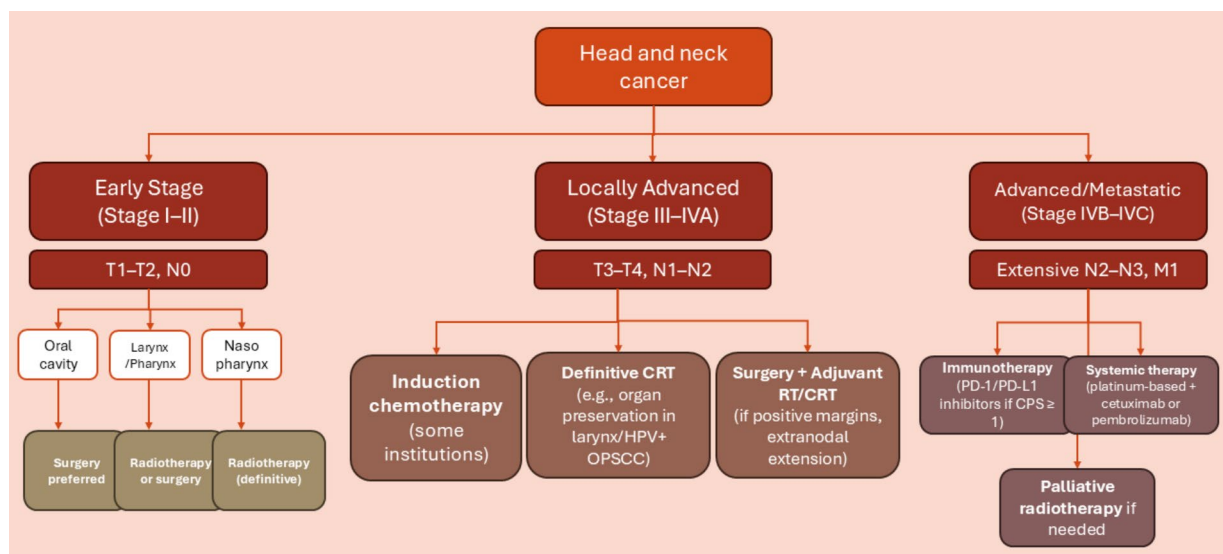 Head and neck
cancer
Early Stage
(Stage I–II)
Locally Advanced
(Stage III–IVA)
Advanced/Metastatic
(Stage IVB–IVC)
T1–T2, N0
T3–T4, N1–N2
Extensive N2–N3, M1
Oral
cavity
Larynx
/Pharynx
Naso
pharynx
Surgery
preferred
Radiotherapy
or surgery
Radiotherapy
(definitive)
Induction
chemotherapy
(some
institutions)
Definitive CRT
(e.g., organ
preservation in
larynx/HPV+
OPSCC)
Surgery + Adjuvant
RT/CRT
(if positive margins,
extranodal
extension)
Immunotherapy
(PD-1/PD-L1
inhibitors if CPS ≥
1)
Systemic therapy
(platinum-based +
cetuximab or
pembrolizumab)
Palliative
radiotherapy if
needed